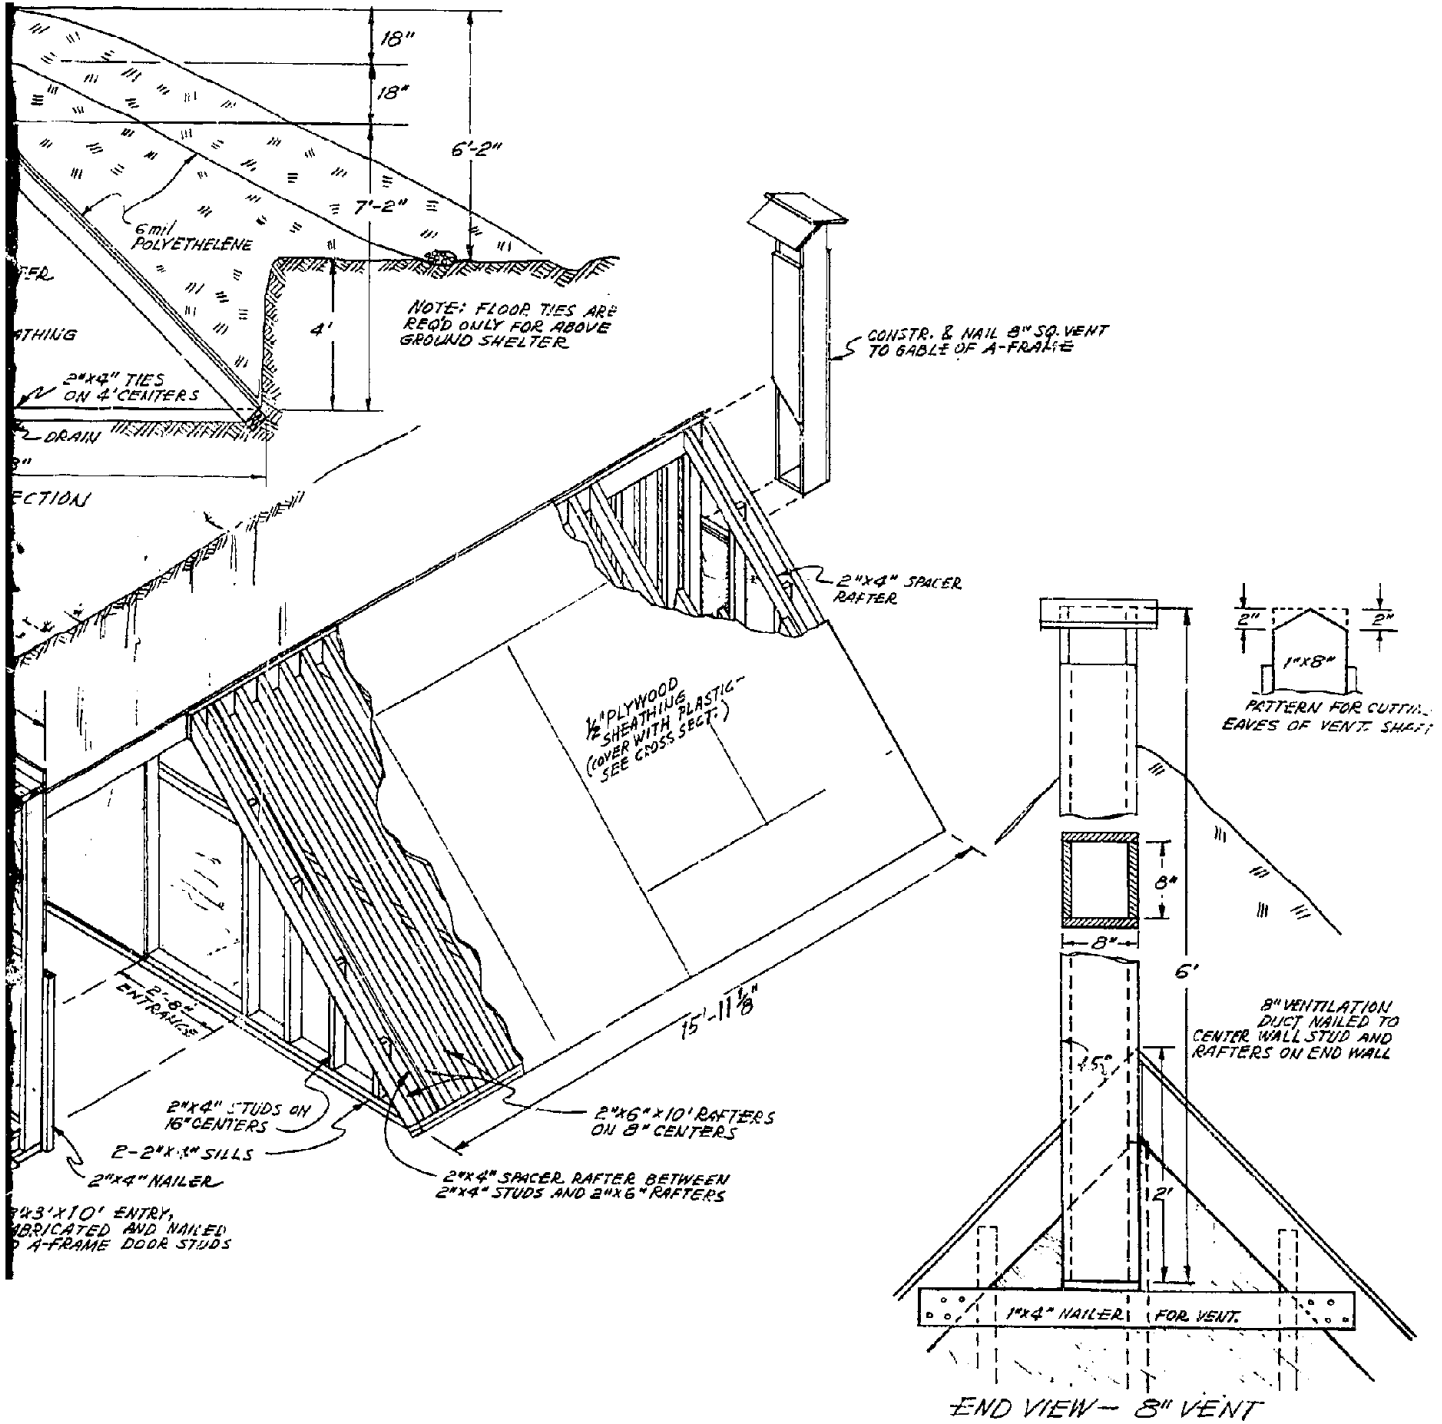 18"
18"
6'-2"
7'-2"
6 mil
POLYETHELENE
4'
NOTE: FLOOR TIES ARE
REQ'D ONLY FOR ABOVE
GROUND SHELTER
TER
ATHING
2"X4" TIES
ON 4' CENTERS
DRAIN
8"
ECTION
CONSTR. & NAIL 8" SQ. VENT
TO GABLE OF A-FRAME
2"X4" SPACER
RAFTER
1/2" PLYWOOD
SHEATHING
(COVER WITH PLASTIC-
SEE CROSS SECT.)
15'-11 1/8"
2'-8"
ENTRANCE
2"X4" STUDS ON
16" CENTERS
2-2"X4" SILLS
2"X4" NAILER
3'X10' ENTRY,
ABRICATED AND NAILED
A-FRAME DOOR STUDS
2"X6"X10' RAFTERS
ON 8" CENTERS
2"X4" SPACER RAFTER BETWEEN
2"X4" STUDS AND 2"X6" RAFTERS
2"
2"
1"X8"
PATTERN FOR CUTTING
EAVES OF VENT. SHAFT
8"
8"
6'
8" VENTILATION
DUCT NAILED TO
CENTER WALL STUD AND
RAFTERS ON END WALL
45°
2'
1"X4" NAILER FOR VENT.
END VIEW - 8" VENT